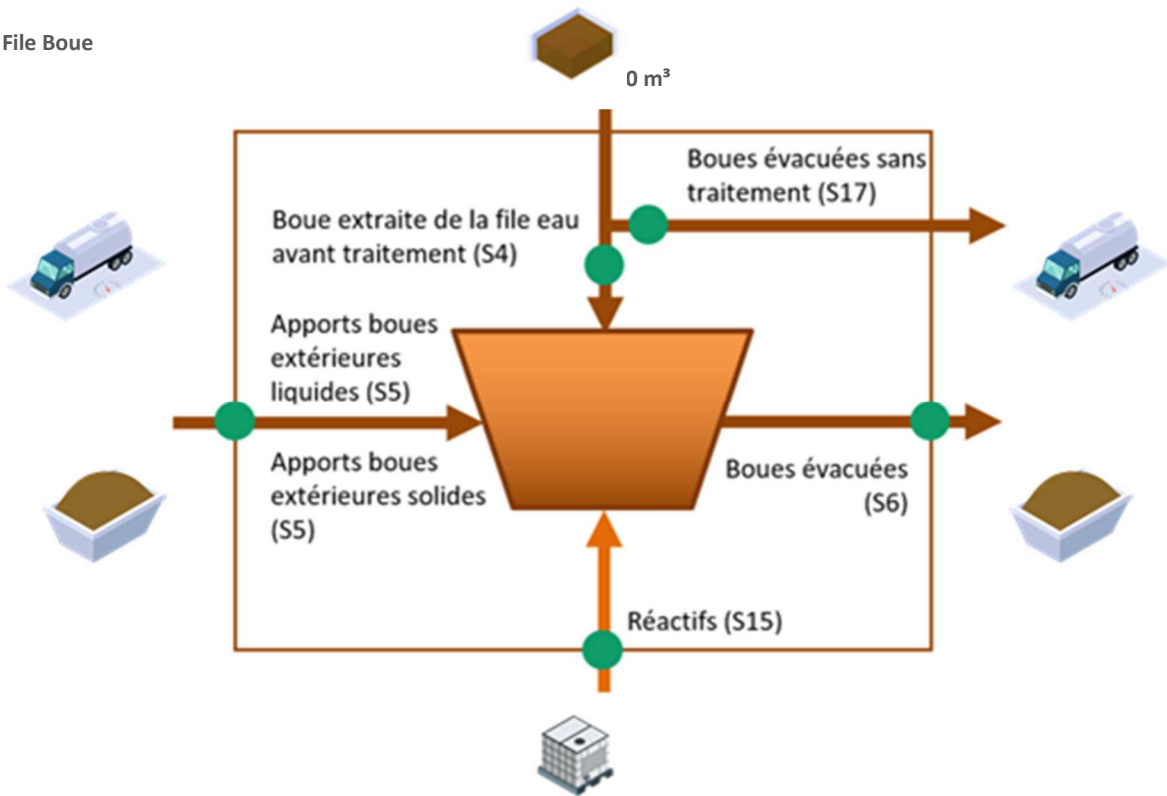 File Boue
0 m³
Boues évacuées sans
traitement (S17)
Boue extraite de la file eau
avant traitement (S4)
Apports boues
extérieures
liquides (S5)
Apports boues
extérieures solides
(S5)
Boues évacuées
(S6)
Réactifs (S15)